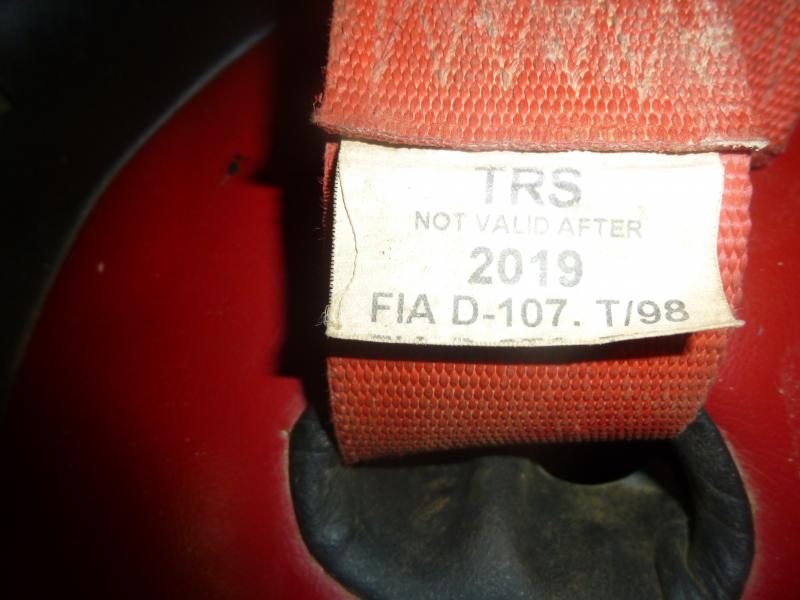 TRS
NOT VALID AFTER
2019
FIA D-107. T/98